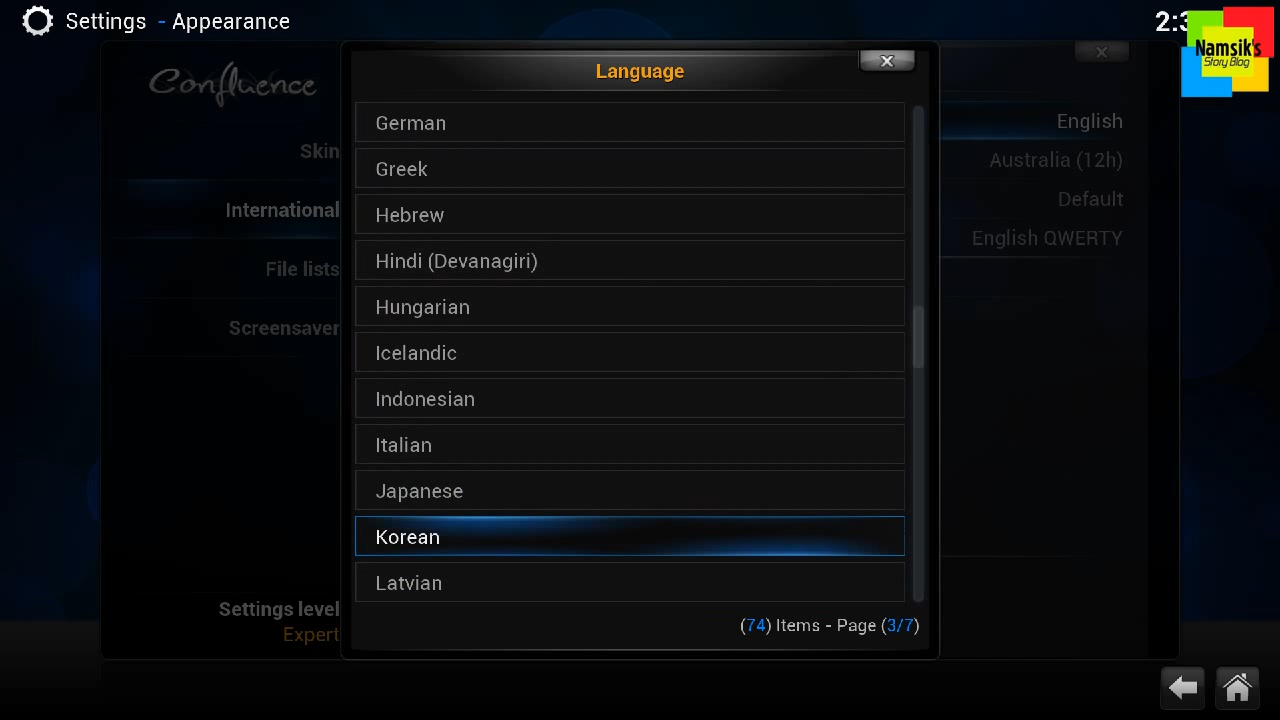 Settings - Appearance
2:3
Namsik's
Story Blog
Confluence
Language
German
Greek
Hebrew
Hindi (Devanagiri)
Hungarian
Icelandic
Indonesian
Italian
Japanese
Korean
Latvian
(74) Items - Page (3/7)
Skin
International
File lists
Screensaver
Settings level
Expert
English
Australia (12h)
Default
English QWERTY